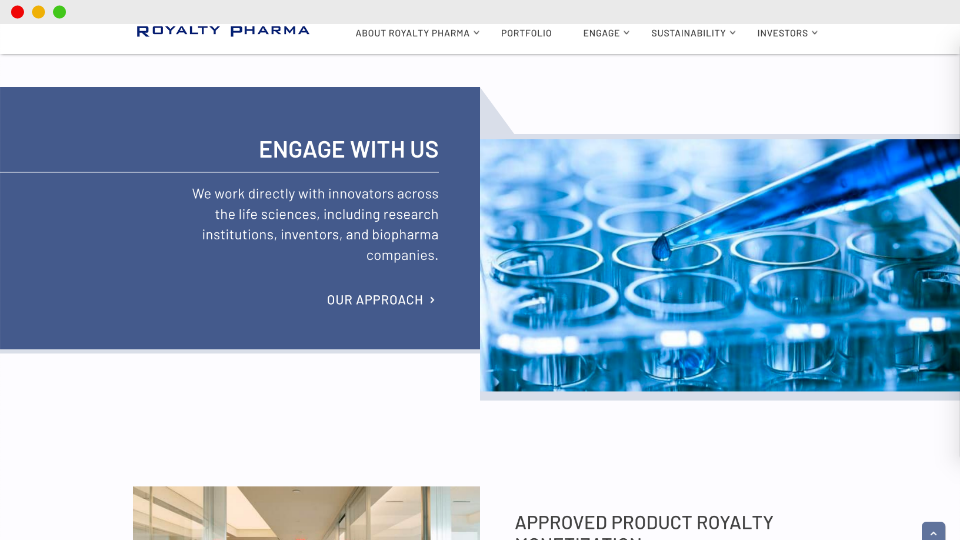 ROYALTY PHARMA
ABOUT ROYALTY PHARMA PORTFOLIO ENGAGE SUSTAINABILITY INVESTORS
ENGAGE WITH US
We work directly with innovators across
the life sciences, including research
institutions, inventors, and biopharma
companies.
OUR APPROACH
APPROVED PRODUCT ROYALTY
MONETIZATION